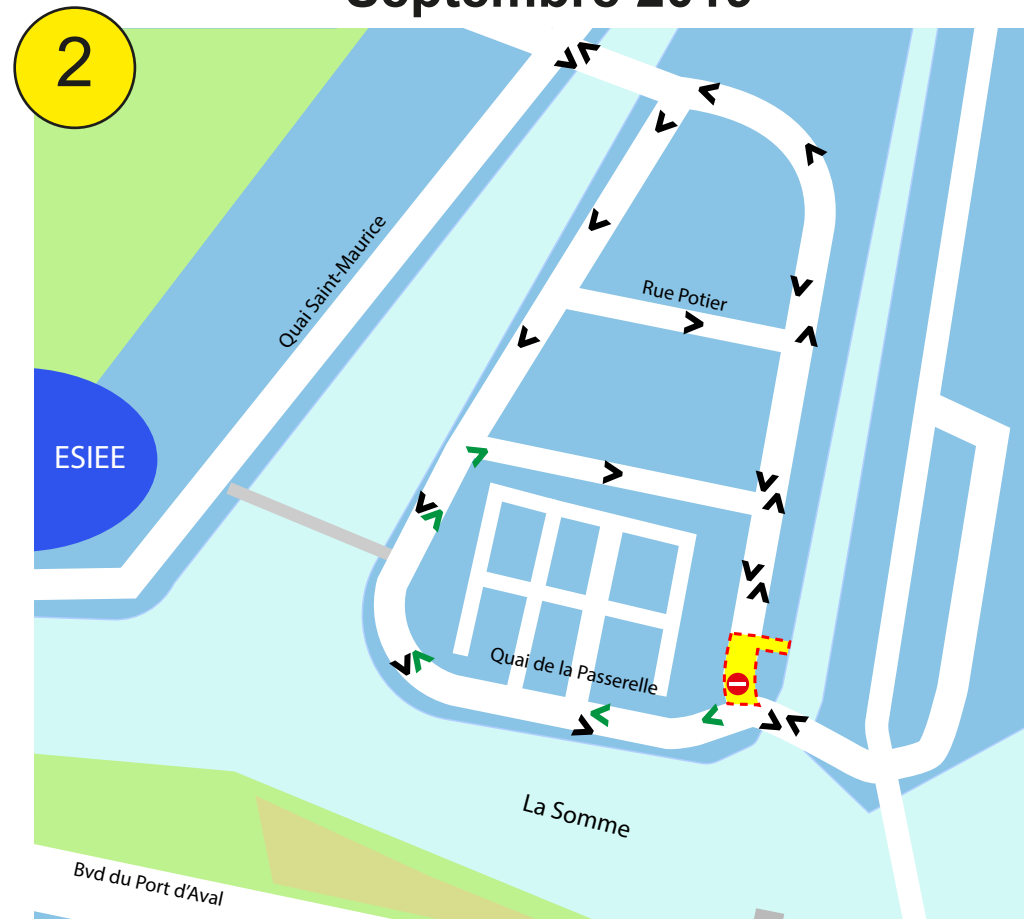 2
Quai Saint-Maurice
Rue Potier
ESIEE
Quai de la Passerelle
La Somme
Bvd du Port d'Aval